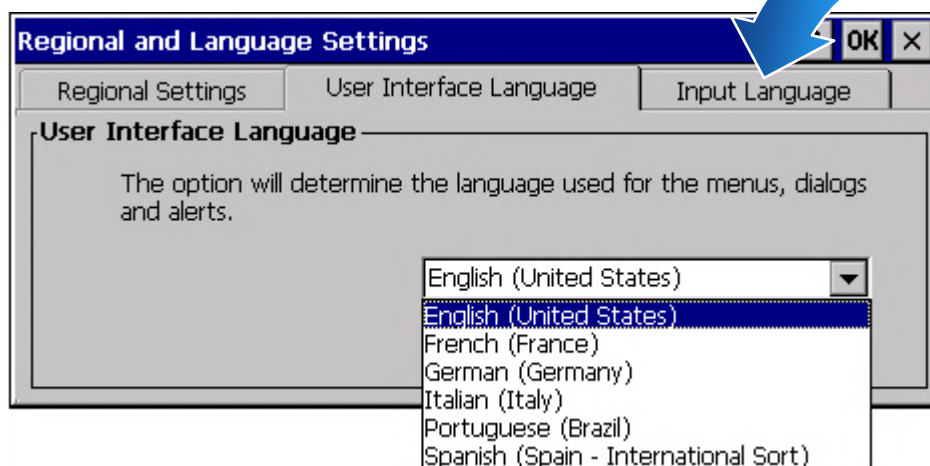 Regional and Language Settings
OK ×
Regional Settings
User Interface Language
Input Language
User Interface Language
The option will determine the language used for the menus, dialogs
and alerts.
English (United States)
English (United States)
French (France)
German (Germany)
Italian (Italy)
Portuguese (Brazil)
Spanish (Spain - International Sort)